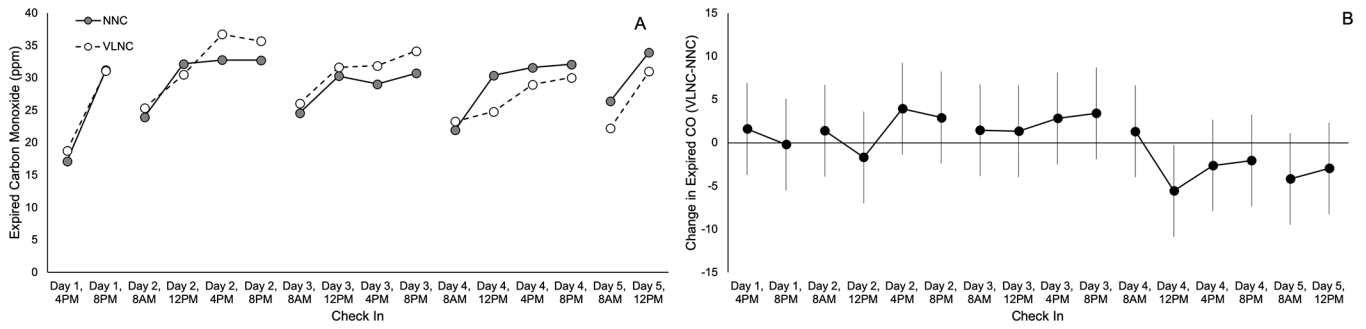 A
NNC
VLNC
Expired Carbon Monoxide (ppm)
40
35
30
25
20
15
10
5
0
Day 1, Day 1, Day 2, Day 2, Day 2, Day 2, Day 3, Day 3, Day 3, Day 3, Day 4, Day 4, Day 4, Day 4, Day 5, Day 5,
4PM 8PM 8AM 12PM 4PM 8PM 8AM 12PM 4PM 8PM 8AM 12PM 4PM 8PM 8AM 12PM
Check In
B
Change in Expired CO (VLNC-NNC)
15
10
5
0
-5
-10
-15
Day 1, Day 1, Day 2, Day 2, Day 2, Day 2, Day 3, Day 3, Day 3, Day 3, Day 4, Day 4, Day 4, Day 4, Day 5, Day 5,
4PM 8PM 8AM 12PM 4PM 8PM 8AM 12PM 4PM 8PM 8AM 12PM 4PM 8PM 8AM 12PM
Check In